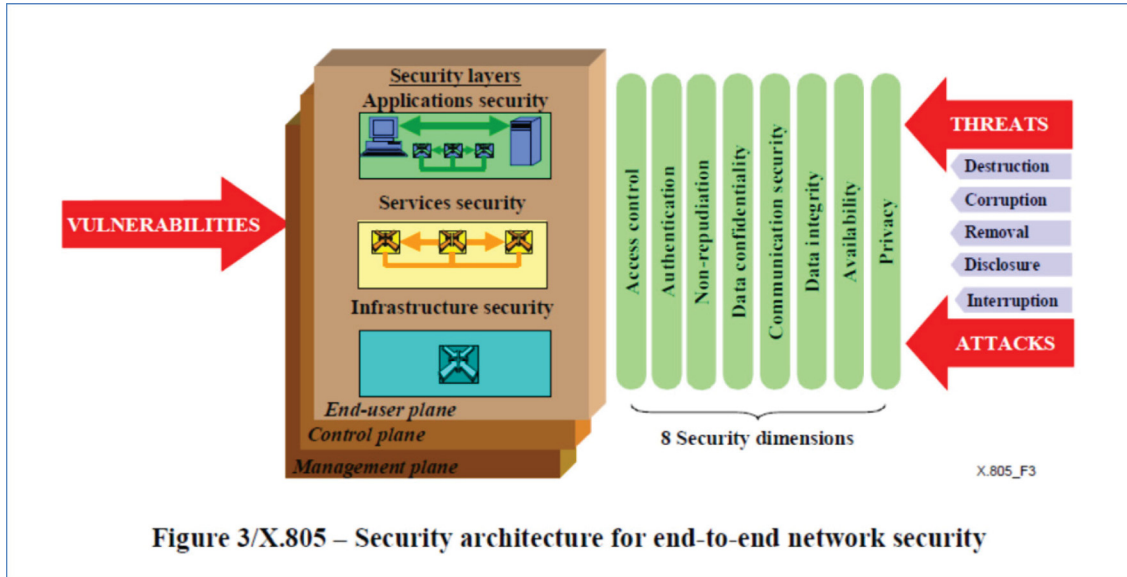 Security layers
Applications security
Services security
Infrastructure security
End-user plane
Control plane
Management plane
VULNERABILITIES
Access control
Authentication
Non-repudiation
Data confidentiality
Communication security
Data integrity
Availability
Privacy
8 Security dimensions
THREATS
Destruction
Corruption
Removal
Disclosure
Interruption
ATTACKS
X.805_F3
Figure 3/X.805 – Security architecture for end-to-end network security